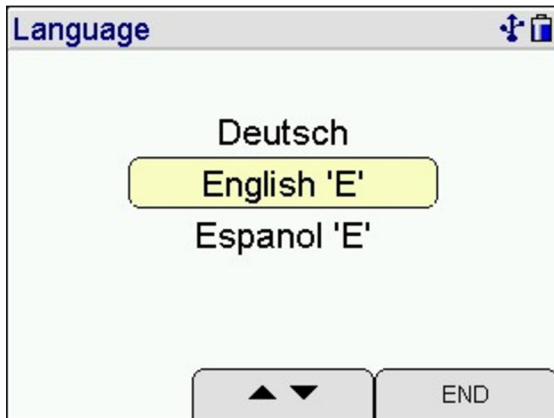 Language
Deutsch
English 'E'
Espanol 'E'
END